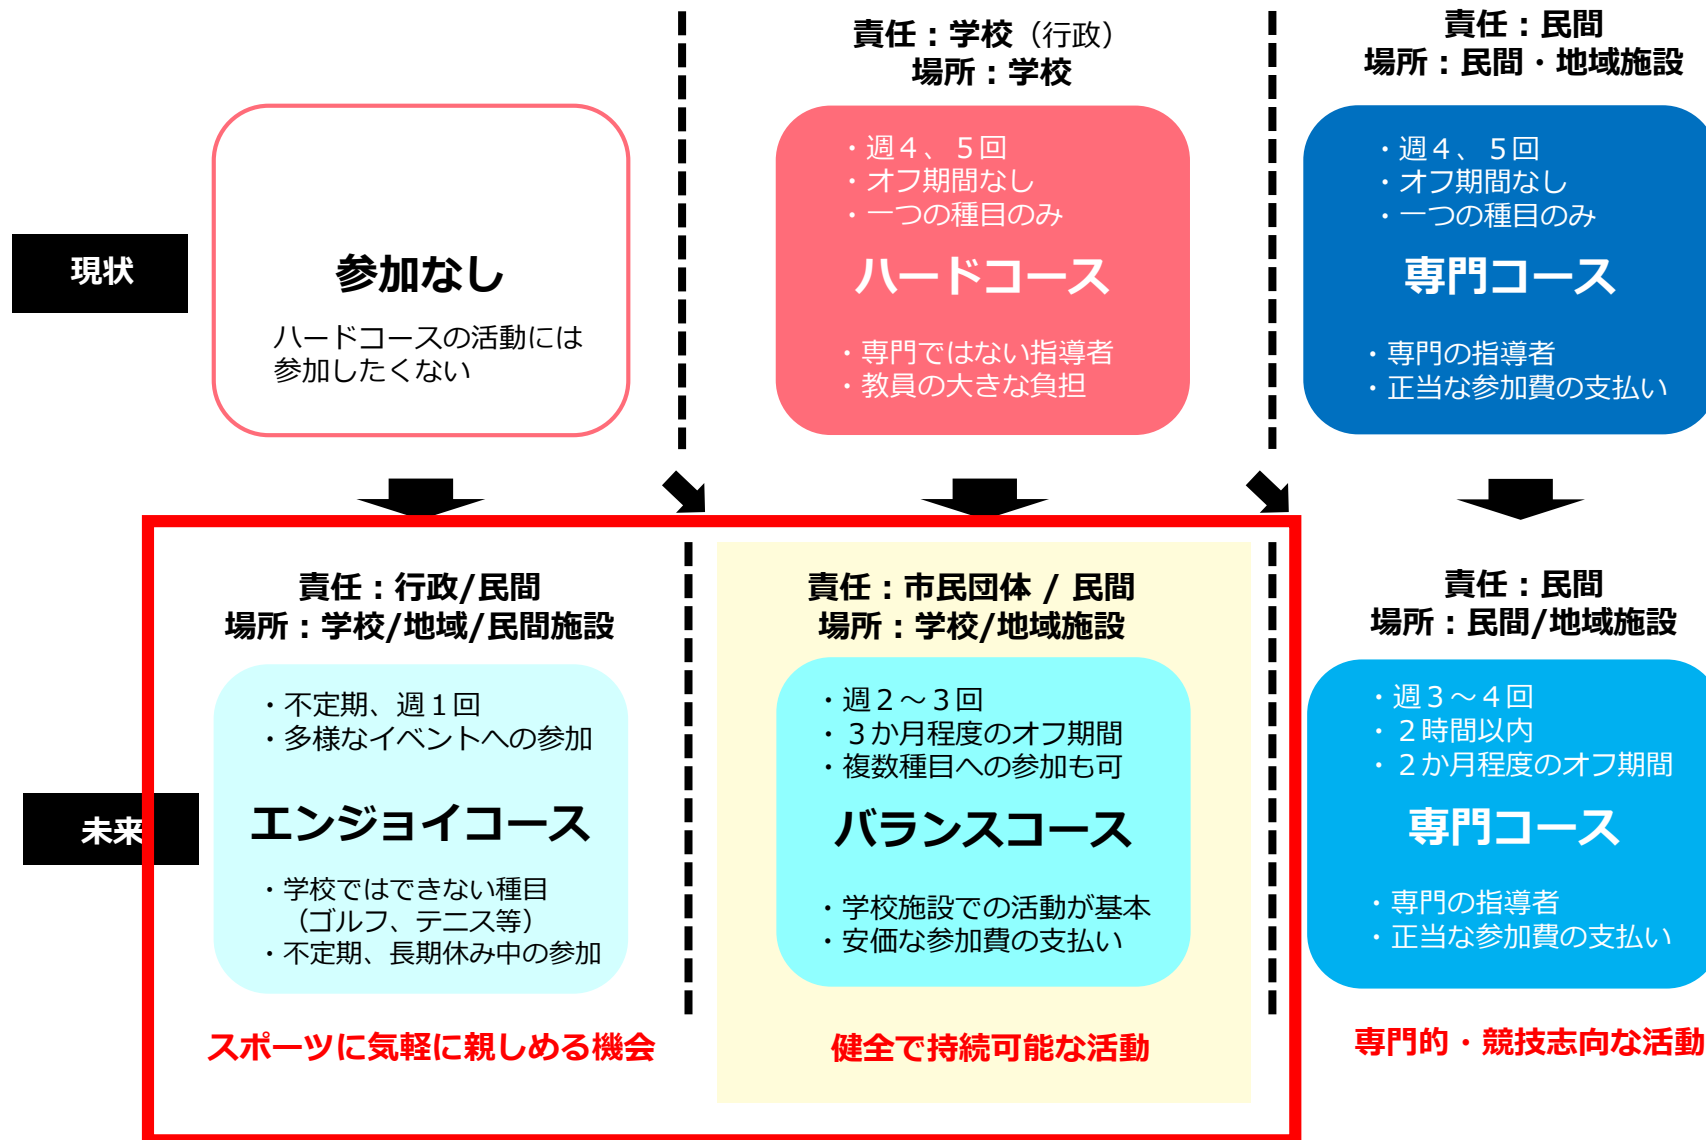 現状
参加なし
ハードコースの活動には
参加したくない
責任：学校（行政）
場所：学校
・週４、５回
・オフ期間なし
・一つの種目のみ
ハードコース
・専門ではない指導者
・教員の大きな負担
責任：民間
場所：民間・地域施設
・週４、５回
・オフ期間なし
・一つの種目のみ
専門コース
・専門の指導者
・正当な参加費の支払い
未来
責任：行政/民間
場所：学校/地域/民間施設
・不定期、週１回
・多様なイベントへの参加
エンジョイコース
・学校ではできない種目
（ゴルフ、テニス等）
・不定期、長期休み中の参加
スポーツに気軽に親しめる機会
責任：市民団体 / 民間
場所：学校/地域施設
・週２～３回
・３か月程度のオフ期間
・複数種目への参加も可
バランスコース
・学校施設での活動が基本
・安価な参加費の支払い
健全で持続可能な活動
責任：民間
場所：民間/地域施設
・週３～４回
・２時間以内
・２か月程度のオフ期間
専門コース
・専門の指導者
・正当な参加費の支払い
専門的・競技志向な活動